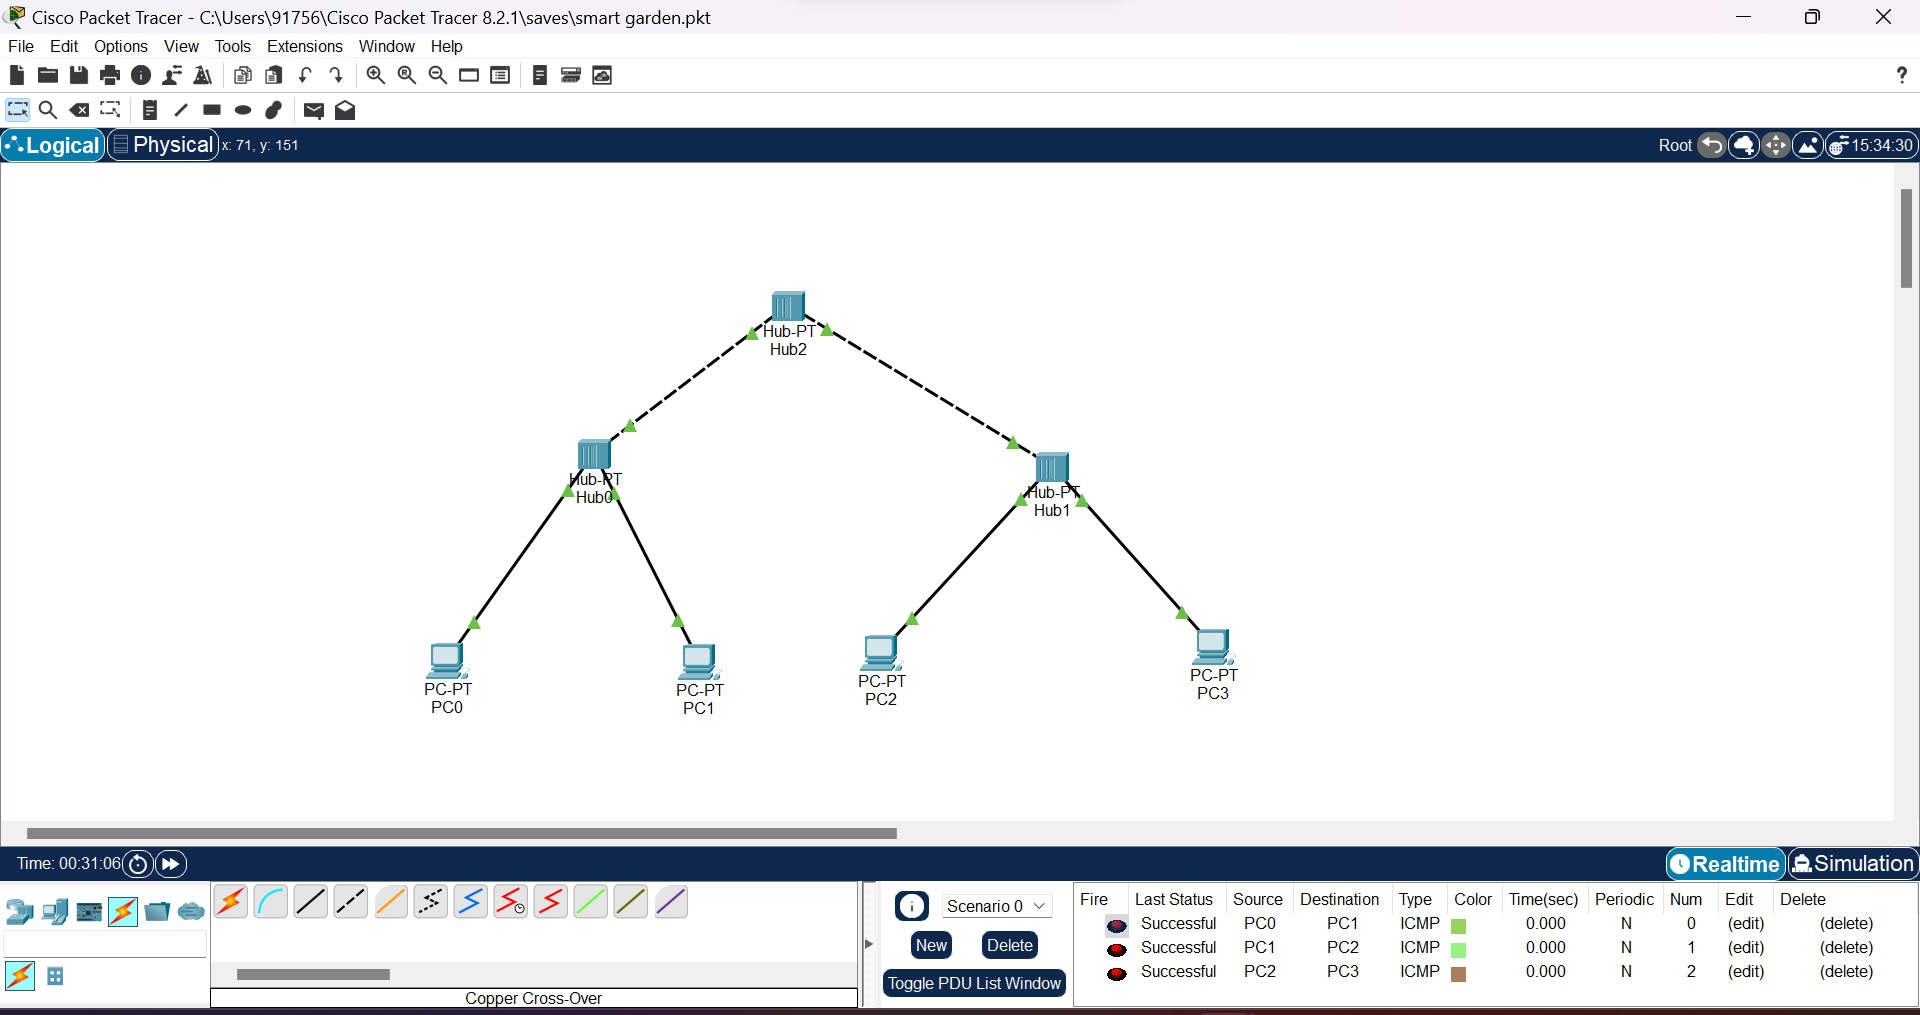 Cisco Packet Tracer - C:\Users\91756\Cisco Packet Tracer 8.2.1\saves\smart garden.pkt
File Edit Options View Tools Extensions Window Help
?
Logical Physical x: 71, y: 151 Root 15:34:30
Hub-PT
Hub2
Hub-PT
Hub0
Hub-PT
Hub1
PC-PT
PC0
PC-PT
PC1
PC-PT
PC2
PC-PT
PC3
Time: 00:31:06 Realtime Simulation
Scenario 0
New Delete
Toggle PDU List Window
Copper Cross-Over
Fire Last Status Source Destination Type Color Time(sec) Periodic Num Edit Delete
Successful PC0 PC1 ICMP 0.000 N 0 (edit) (delete)
Successful PC1 PC2 ICMP 0.000 N 1 (edit) (delete)
Successful PC2 PC3 ICMP 0.000 N 2 (edit) (delete)